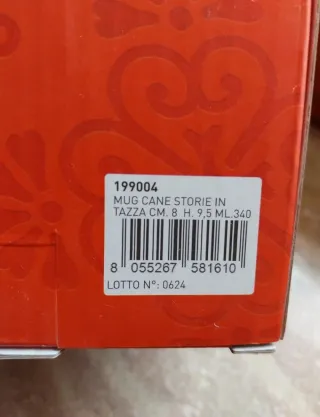 199004
MUG CANE STORIE IN
TAZZA CM. 8 H. 9,5 ML.340
8 055267 581610
LOTTO N°: 0624